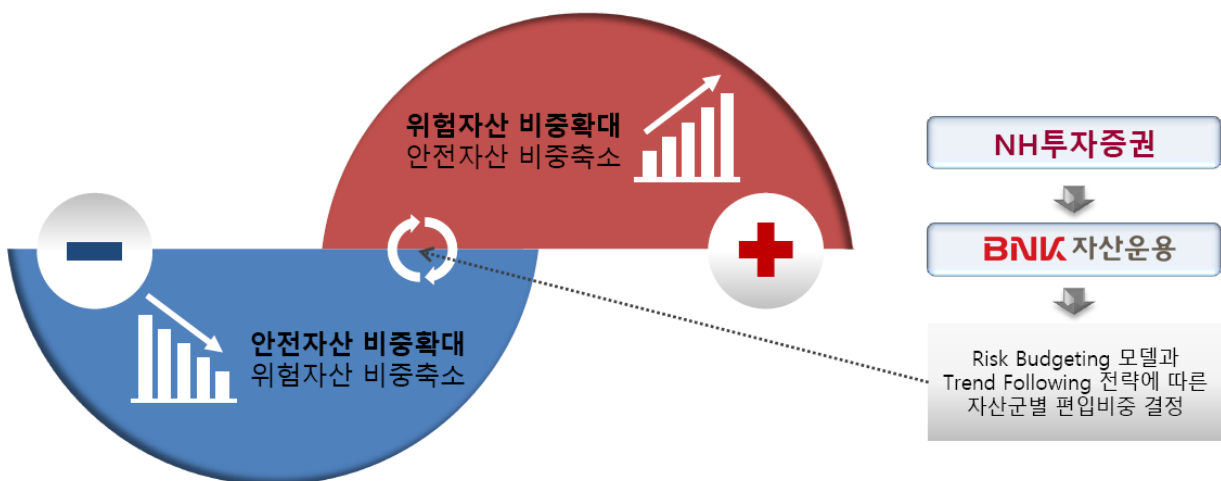 위험자산 비중확대
안전자산 비중축소
안전자산 비중확대
위험자산 비중축소
NH투자증권
BNK 자산운용
Risk Budgeting 모델과
Trend Following 전략에 따른
자산군별 편입비중 결정